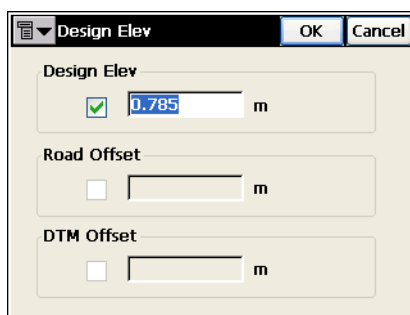 Design Elev OK Cancel
Design Elev
0.785 m
Road Offset
m
DTM Offset
m